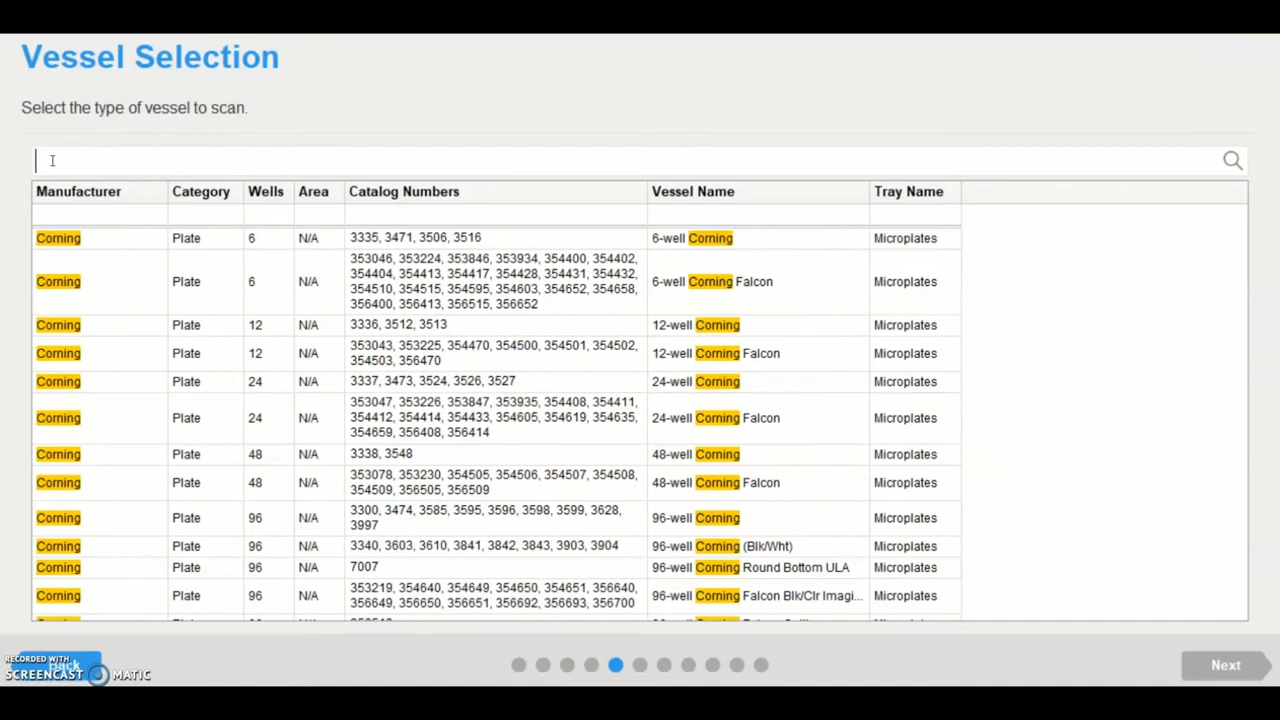 Vessel Selection
Select the type of vessel to scan.
Manufacturer Category Wells Area Catalog Numbers Vessel Name Tray Name
Corning Plate 6 N/A 3335, 3471, 3506, 3516 6-well Corning Microplates
Corning Plate 6 N/A 353046, 353224, 353846, 353934, 354400, 354402,
354404, 354413, 354417, 354428, 354431, 354432,
354510, 354515, 354595, 354603, 354652, 354658,
356400, 356413, 356515, 356652 6-well Corning Falcon Microplates
Corning Plate 12 N/A 3336, 3512, 3513 12-well Corning Microplates
Corning Plate 12 N/A 353043, 353225, 354470, 354500, 354501, 354502,
354503, 356470 12-well Corning Falcon Microplates
Corning Plate 24 N/A 3337, 3473, 3524, 3526, 3527 24-well Corning Microplates
Corning Plate 24 N/A 353047, 353226, 353847, 353935, 354408, 354411,
354412, 354414, 354433, 354605, 354619, 354635,
354659, 356408, 356414 24-well Corning Falcon Microplates
Corning Plate 48 N/A 3338, 3548 48-well Corning Microplates
Corning Plate 48 N/A 353078, 353230, 354505, 354506, 354507, 354508,
354509, 356505, 356509 48-well Corning Falcon Microplates
Corning Plate 96 N/A 3300, 3474, 3585, 3595, 3596, 3598, 3599, 3628,
3997 96-well Corning Microplates
Corning Plate 96 N/A 3340, 3603, 3610, 3841, 3842, 3843, 3903, 3904 96-well Corning (Blk/Wht) Microplates
Corning Plate 96 N/A 7007 96-well Corning Round Bottom ULA Microplates
Corning Plate 96 N/A 353219, 354640, 354649, 354650, 354651, 356640,
356649, 356650, 356651, 356692, 356693, 356700 96-well Corning Falcon Blk/Clr Imagi... Microplates
Back
Next
RECORDED WITH
SCREENCAST MATIC